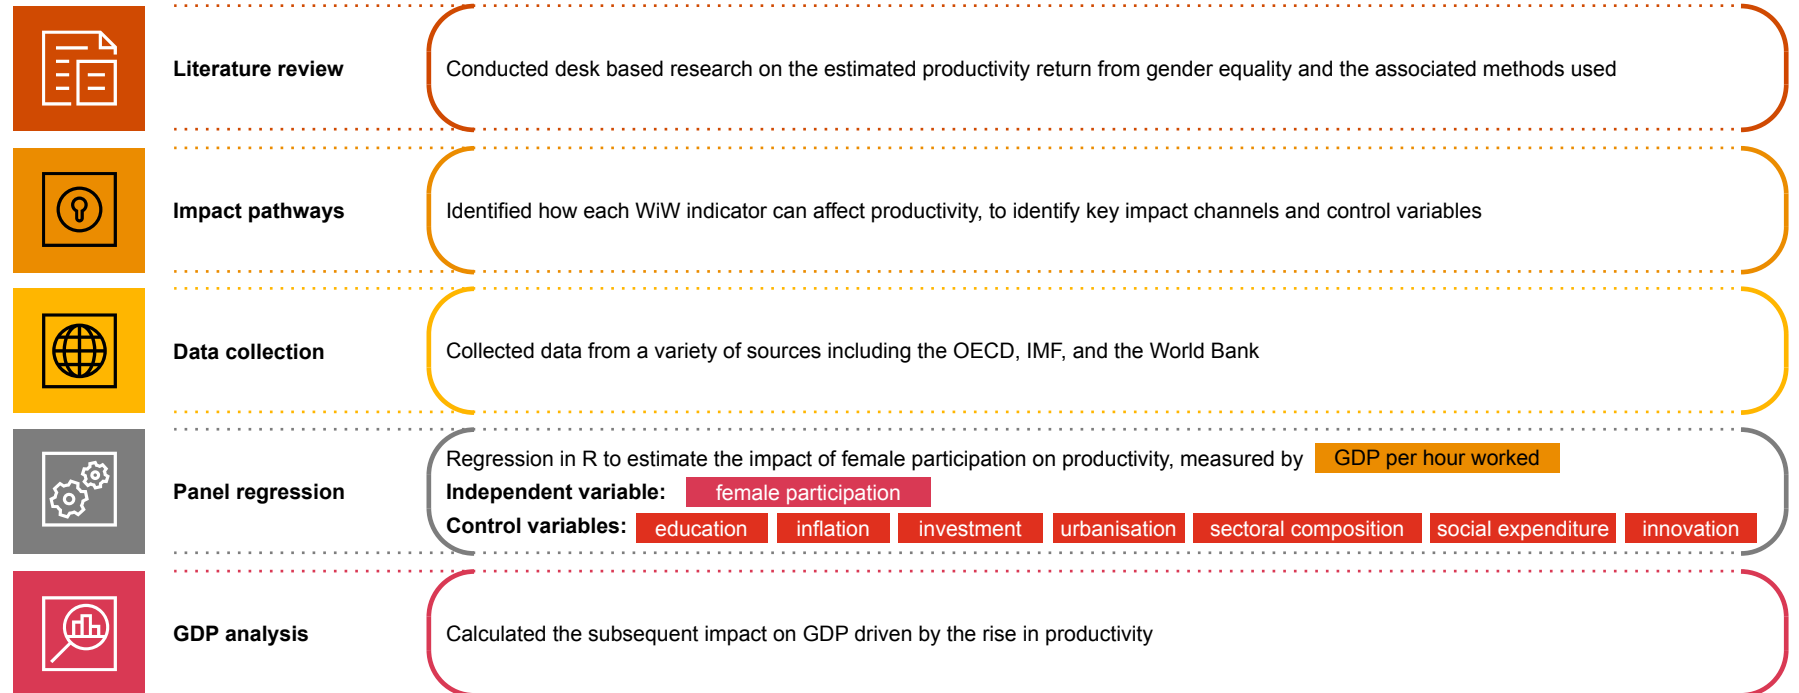 Literature review
Conducted desk based research on the estimated productivity return from gender equality and the associated methods used
Impact pathways
Identified how each WiW indicator can affect productivity, to identify key impact channels and control variables
Data collection
Collected data from a variety of sources including the OECD, IMF, and the World Bank
Panel regression
Regression in R to estimate the impact of female participation on productivity, measured by GDP per hour worked
Independent variable: female participation
Control variables: education inflation investment urbanisation sectoral composition social expenditure innovation
GDP analysis
Calculated the subsequent impact on GDP driven by the rise in productivity